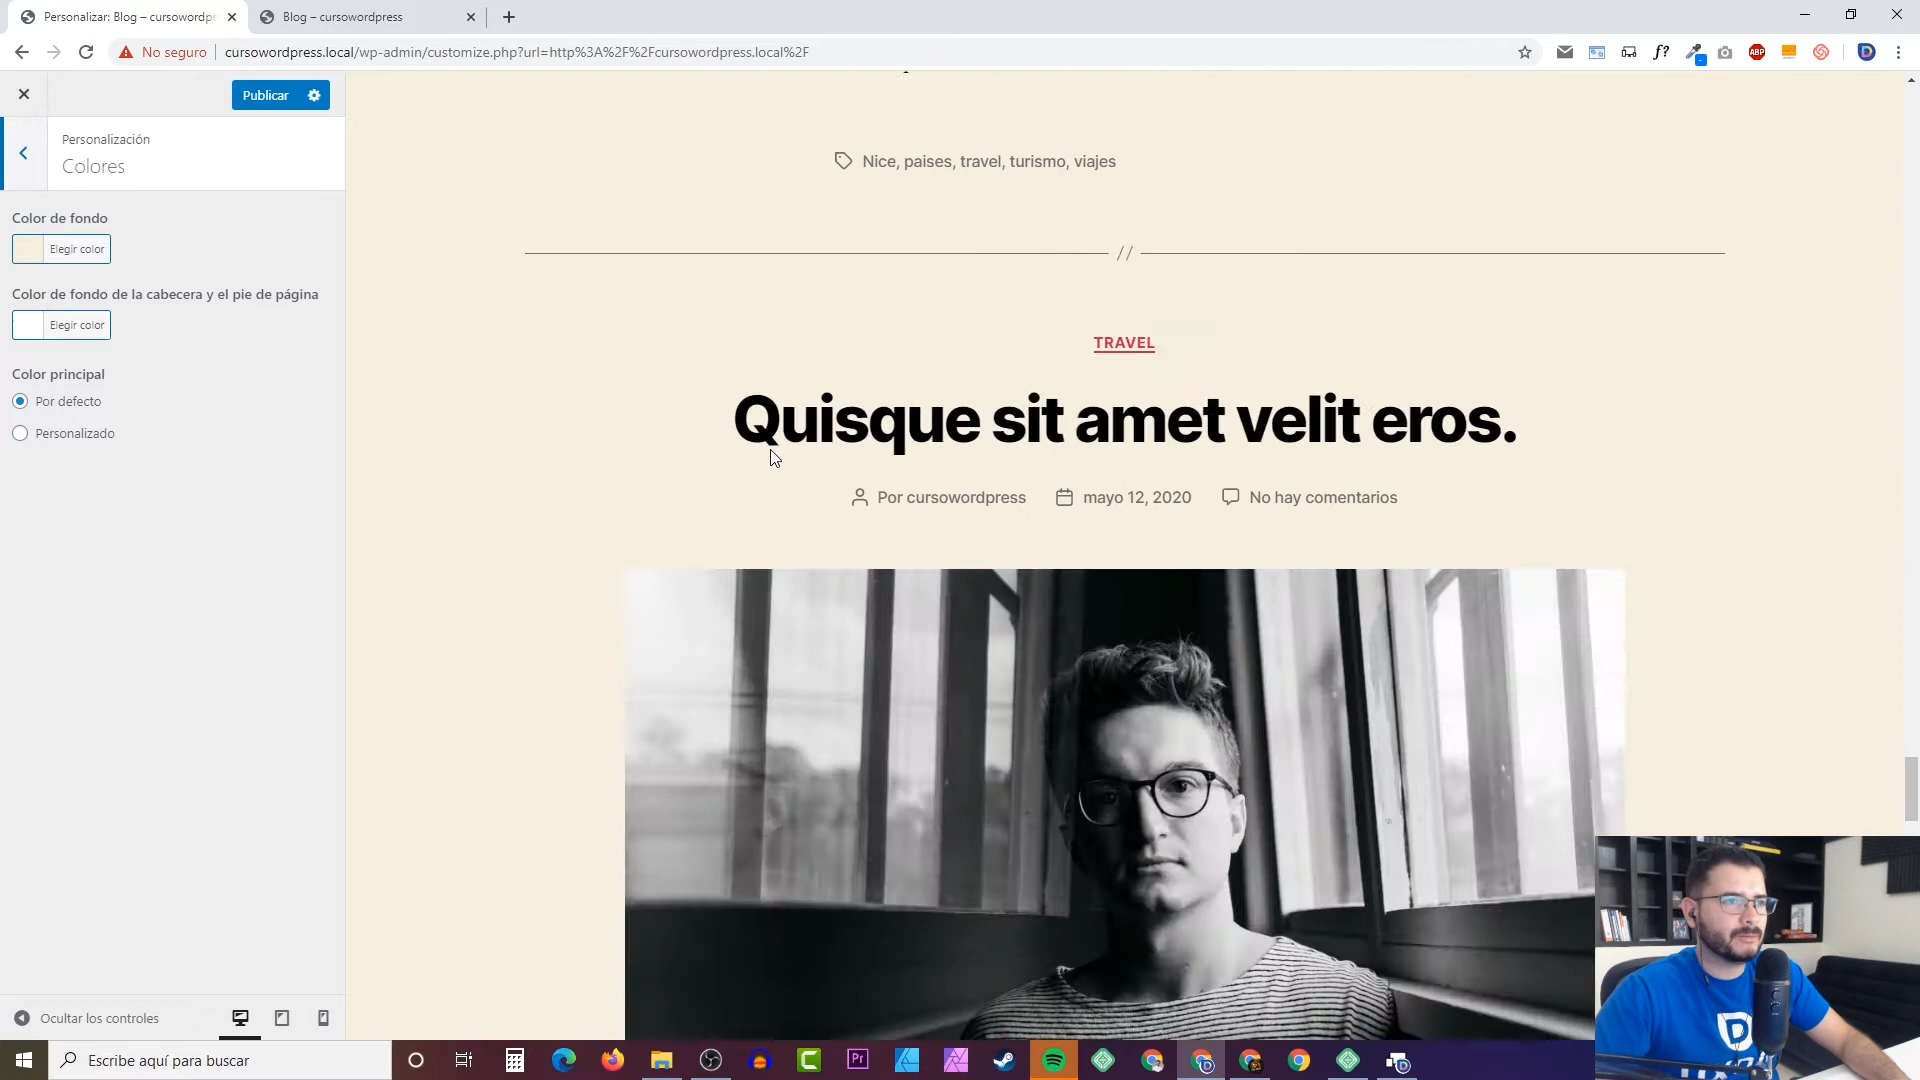 Personalizar: Blog – cursowordpr
Blog – cursowordpress
No seguro
cursowordpress.local/wp-admin/customize.php?url=http%3A%2F%2Fcursowordpress.local%2F
f?
ABP
D
Publicar
Personalización
Colores
Color de fondo
Elegir color
Color de fondo de la cabecera y el pie de página
Elegir color
Color principal
Por defecto
Personalizado
Nice, paises, travel, turismo, viajes
//
TRAVEL
Quisque sit amet velit eros.
Por cursowordpress
mayo 12, 2020
No hay comentarios
Ocultar los controles
Escribe aquí para buscar
Pr